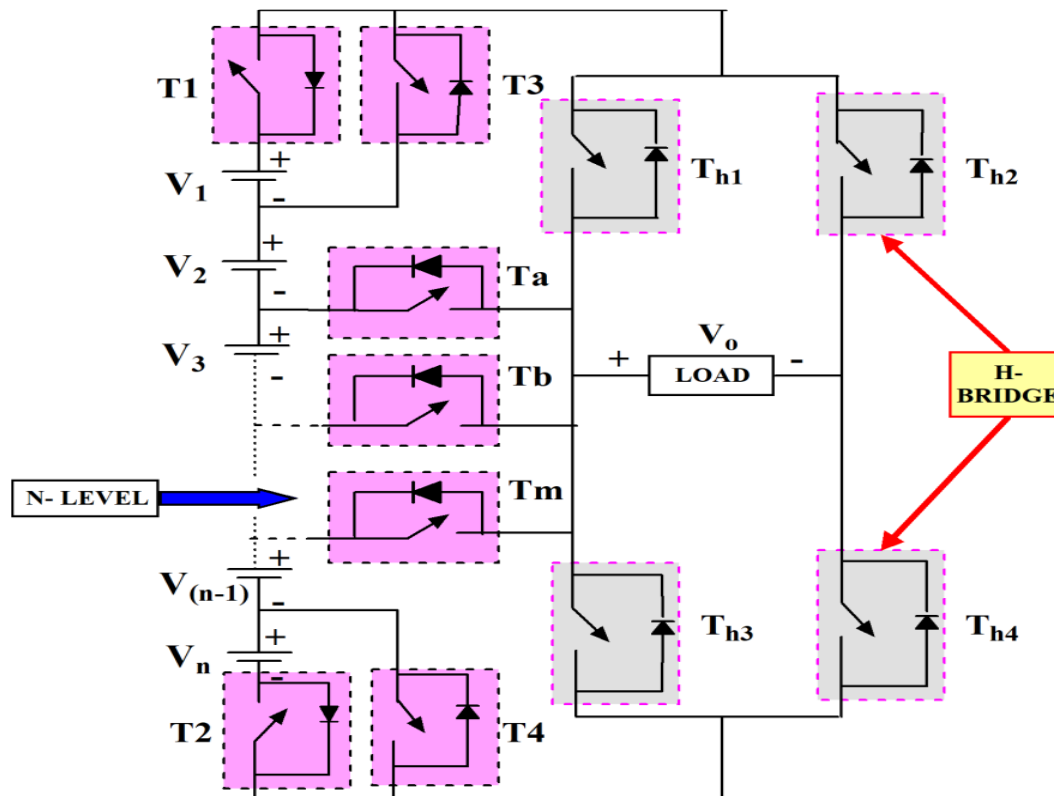 T1
T3
+
V1
-
Th1
Th2
+
V2
-
Ta
+
V3
-
Tb
Vo
+
LOAD
-
H-
BRIDGE
N- LEVEL
Tm
+
V(n-1)
-
+
Vn
-
Th3
Th4
T2
T4